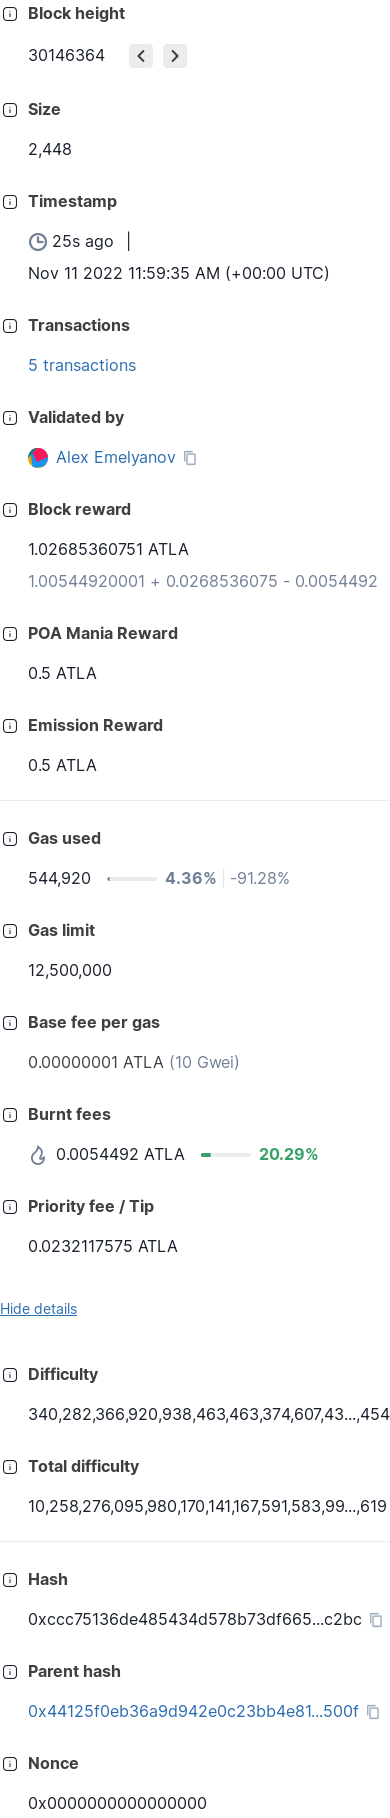 Block height
30146364
Size
2,448
Timestamp
25s ago |
Nov 11 2022 11:59:35 AM (+00:00 UTC)
Transactions
5 transactions
Validated by
Alex Emelyanov
Block reward
1.02685360751 ATLA
1.00544920001 + 0.0268536075 - 0.0054492
POA Mania Reward
0.5 ATLA
Emission Reward
0.5 ATLA
Gas used
544,920 4.36% -91.28%
Gas limit
12,500,000
Base fee per gas
0.00000001 ATLA (10 Gwei)
Burnt fees
0.0054492 ATLA 20.29%
Priority fee / Tip
0.0232117575 ATLA
Hide details
Difficulty
340,282,366,920,938,463,463,374,607,43...,454
Total difficulty
10,258,276,095,980,170,141,167,591,583,99...,619
Hash
0xccc75136de485434d578b73df665...c2bc
Parent hash
0x44125f0eb36a9d942e0c23bb4e81...500f
Nonce
0x0000000000000000